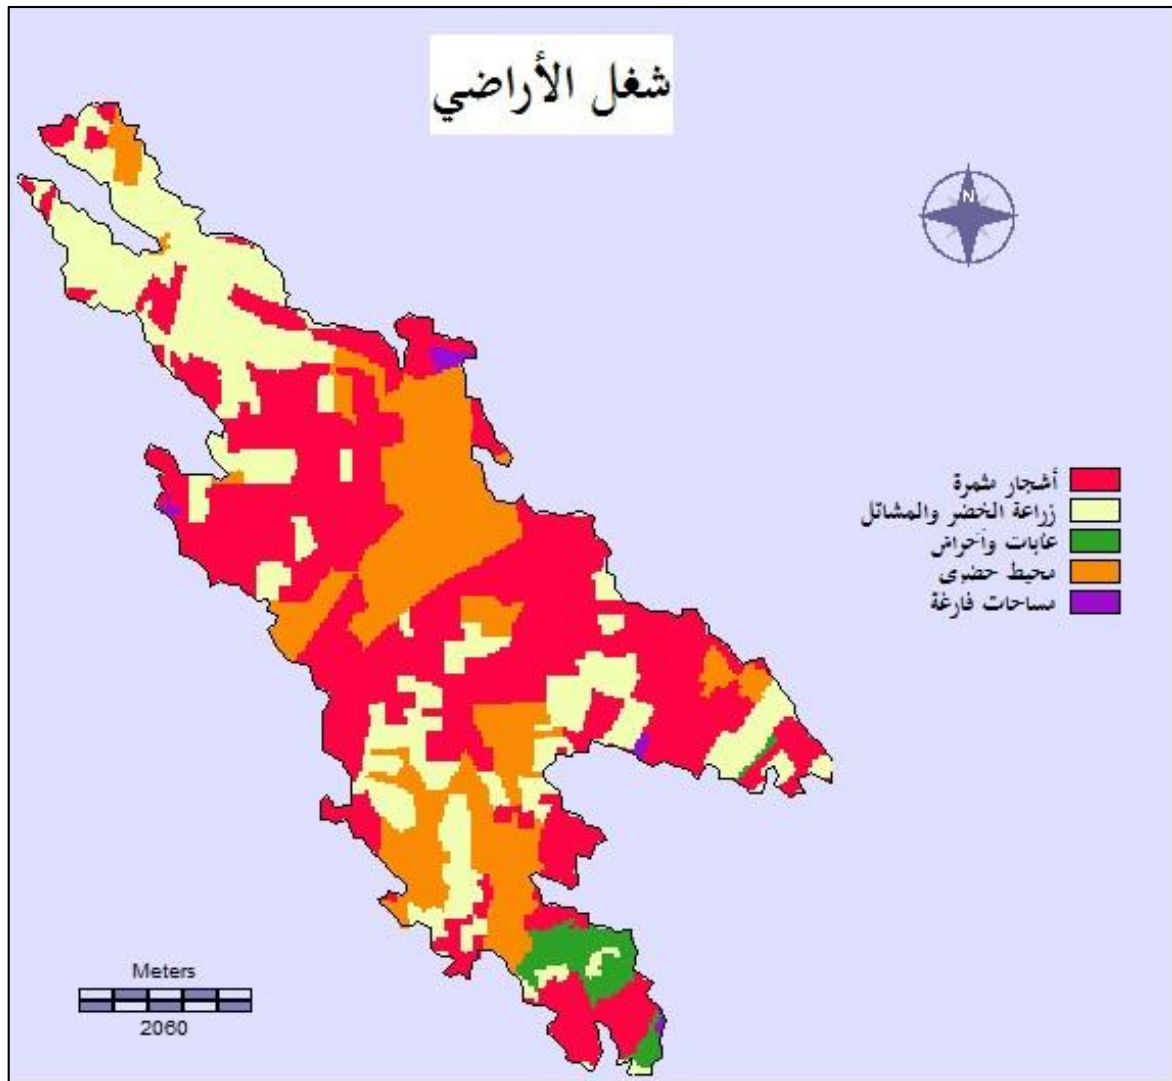 شغل الأراضي
N
أشجار مثمرة
زراعة الخضر والمشاتل
غابات وأحراش
محيط حضري
مساحات فارغة
Meters
2060